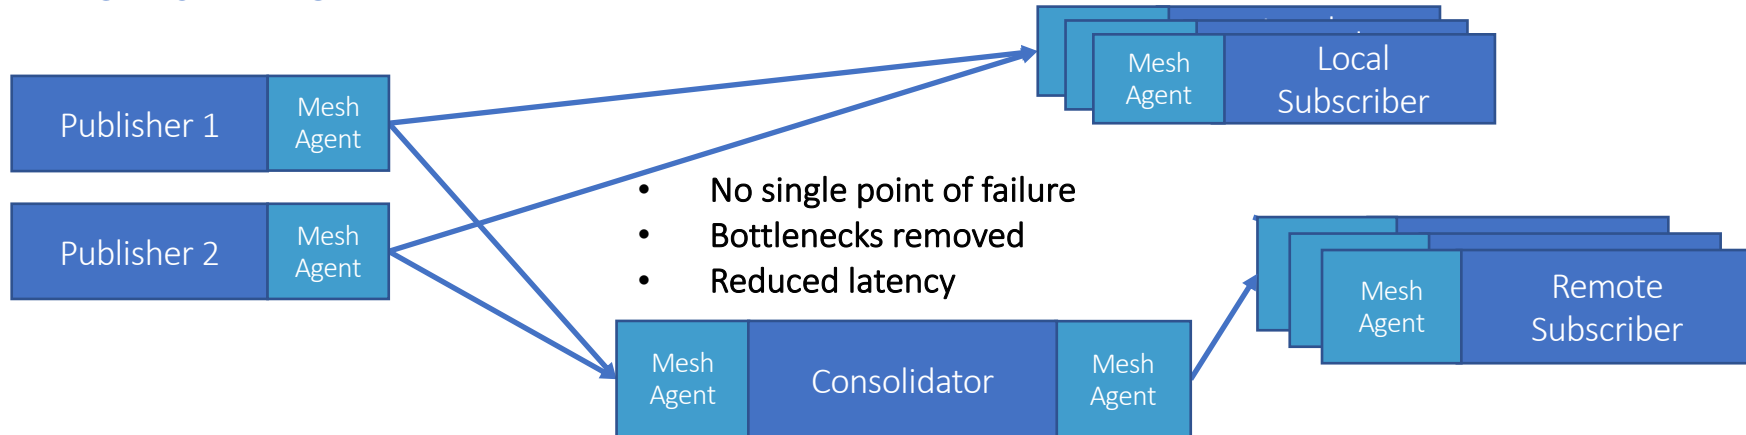 Mesh
Agent
Local
Subscriber
Publisher 1
Mesh
Agent
• No single point of failure
• Bottlenecks removed
• Reduced latency
Publisher 2
Mesh
Agent
Mesh
Agent
Remote
Subscriber
Mesh
Agent
Consolidator
Mesh
Agent